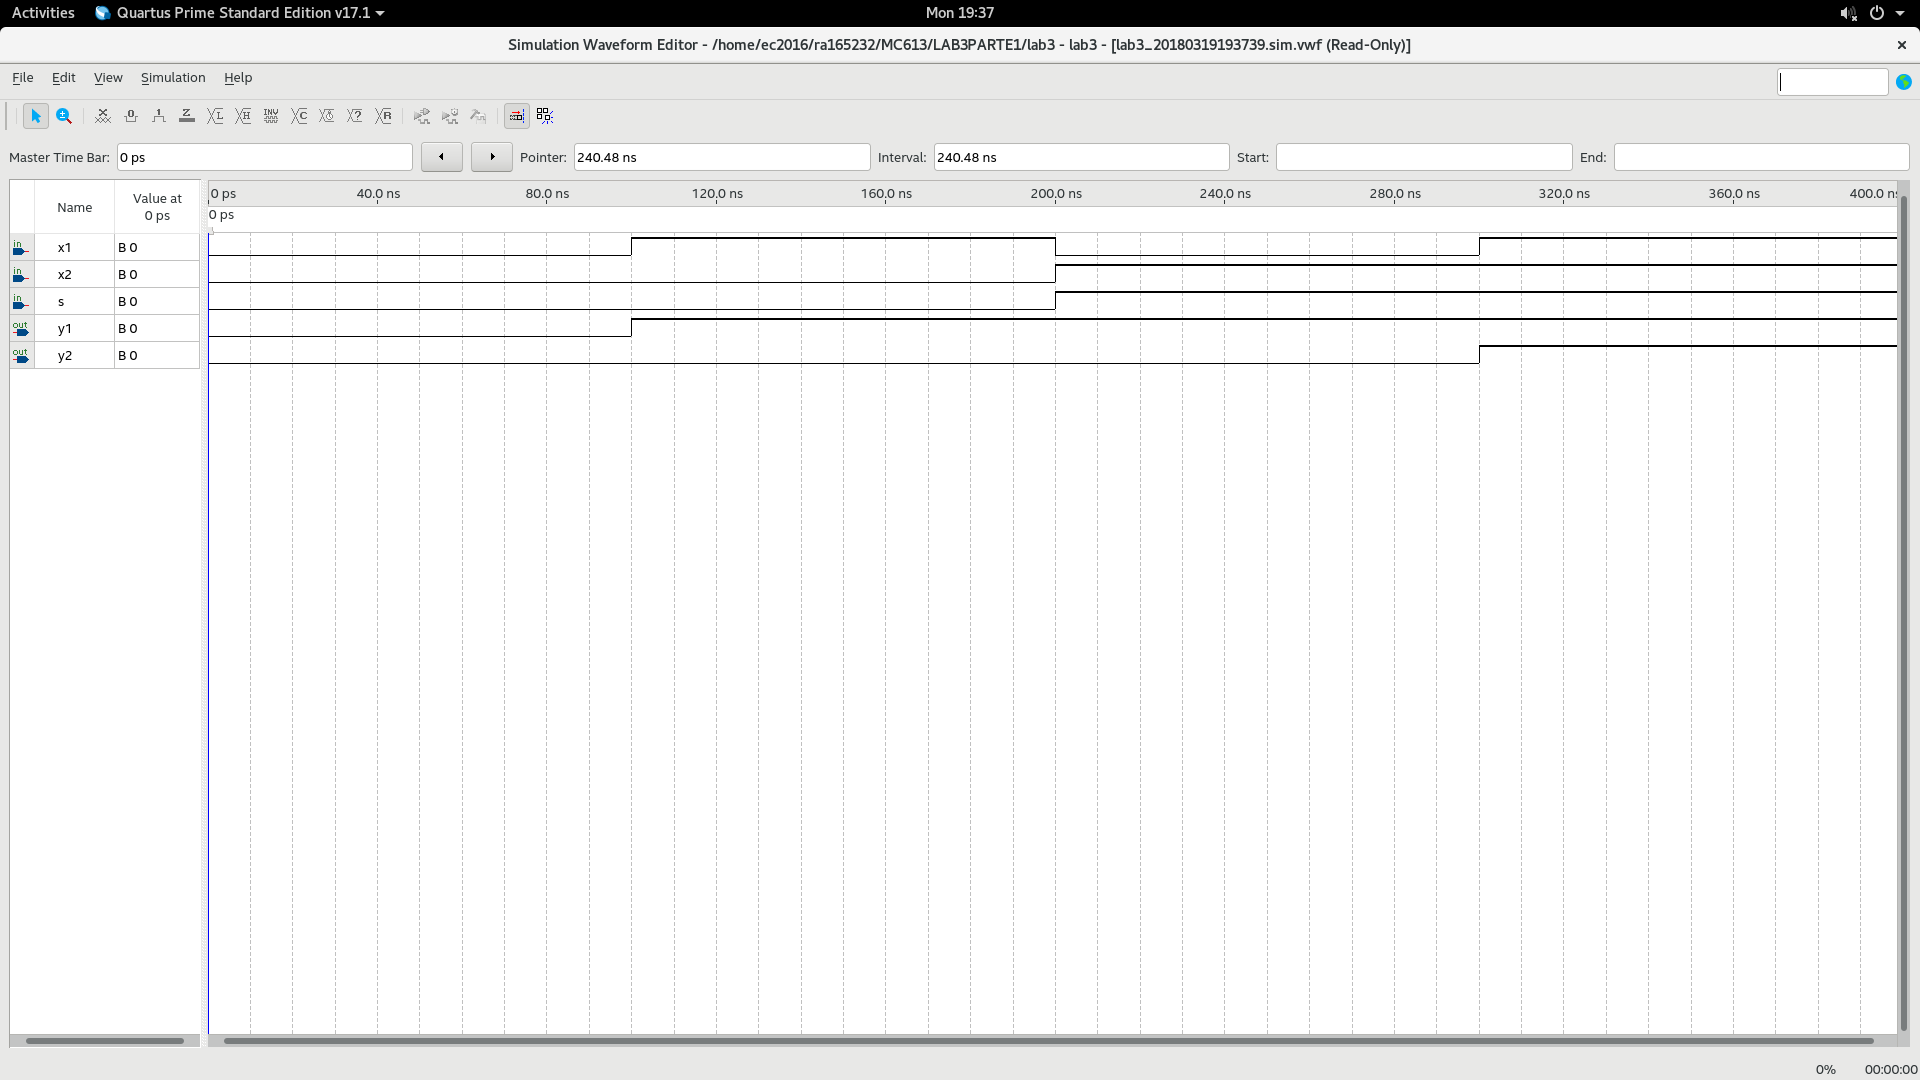 Activities Quartus Prime Standard Edition v17.1 Mon 19:37
Simulation Waveform Editor - /home/ec2016/ra165232/MC613/LAB3PARTE1/lab3 - lab3 - [lab3_20180319193739.sim.vwf (Read-Only)]
File Edit View Simulation Help
Master Time Bar: 0 ps Pointer: 240.48 ns Interval: 240.48 ns Start: End:
Name Value at 0 ps
0 ps 40.0 ns 80.0 ns 120.0 ns 160.0 ns 200.0 ns 240.0 ns 280.0 ns 320.0 ns 360.0 ns 400.0 ns
0 ps
in x1 B 0
in x2 B 0
in s B 0
out y1 B 0
out y2 B 0
0% 00:00:00